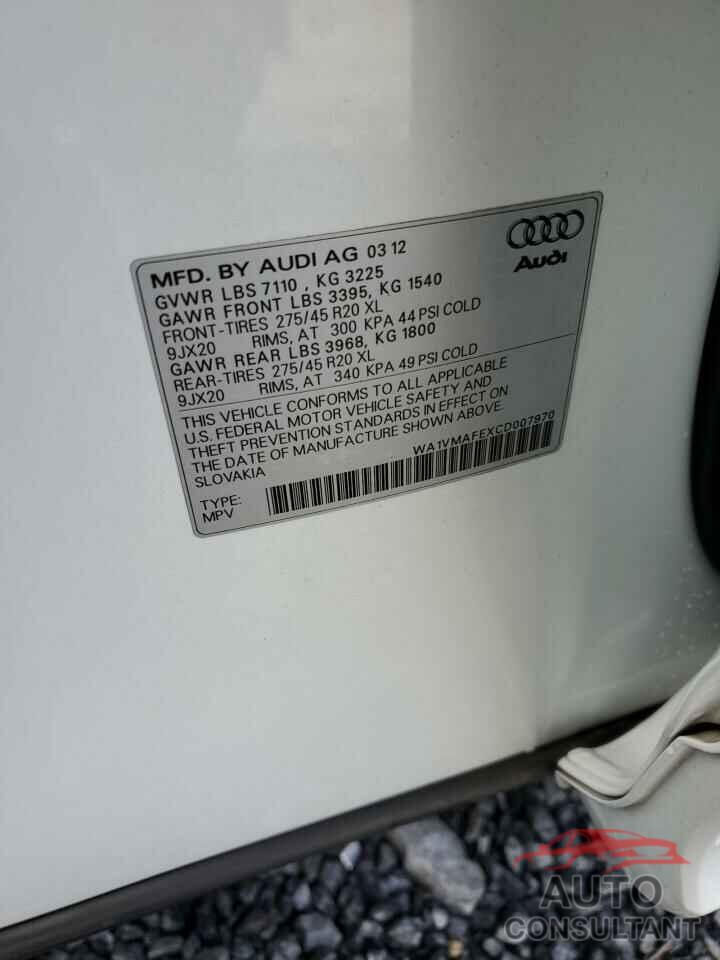 MFD. BY AUDI AG 03 12
GVWR LBS 7110 , KG 3225
GAWR FRONT LBS 3395, KG 1540
FRONT-TIRES 275/45 R20 XL
9JX20 RIMS, AT 300 KPA 44 PSI COLD
GAWR REAR LBS 3968, KG 1800
REAR-TIRES 275/45 R20 XL
9JX20 RIMS, AT 340 KPA 49 PSI COLD
THIS VEHICLE CONFORMS TO ALL APPLICABLE
U.S. FEDERAL MOTOR VEHICLE SAFETY AND
THEFT PREVENTION STANDARDS IN EFFECT ON
THE DATE OF MANUFACTURE SHOWN ABOVE.
SLOVAKIA
WA1VMAFEXCD007970
TYPE:
MPV
Audi
AUTO
CONSULTANT